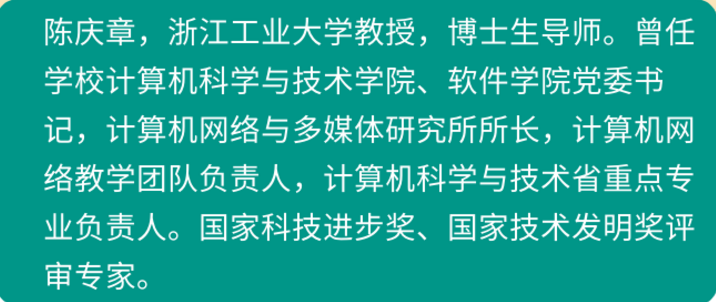 陈庆章，浙江工业大学教授，博士生导师。曾任
学校计算机科学与技术学院、软件学院党委书
记，计算机网络与多媒体研究所所长，计算机网
络教学团队负责人，计算机科学与技术省重点专
业负责人。国家科技进步奖、国家技术发明奖评
审专家。